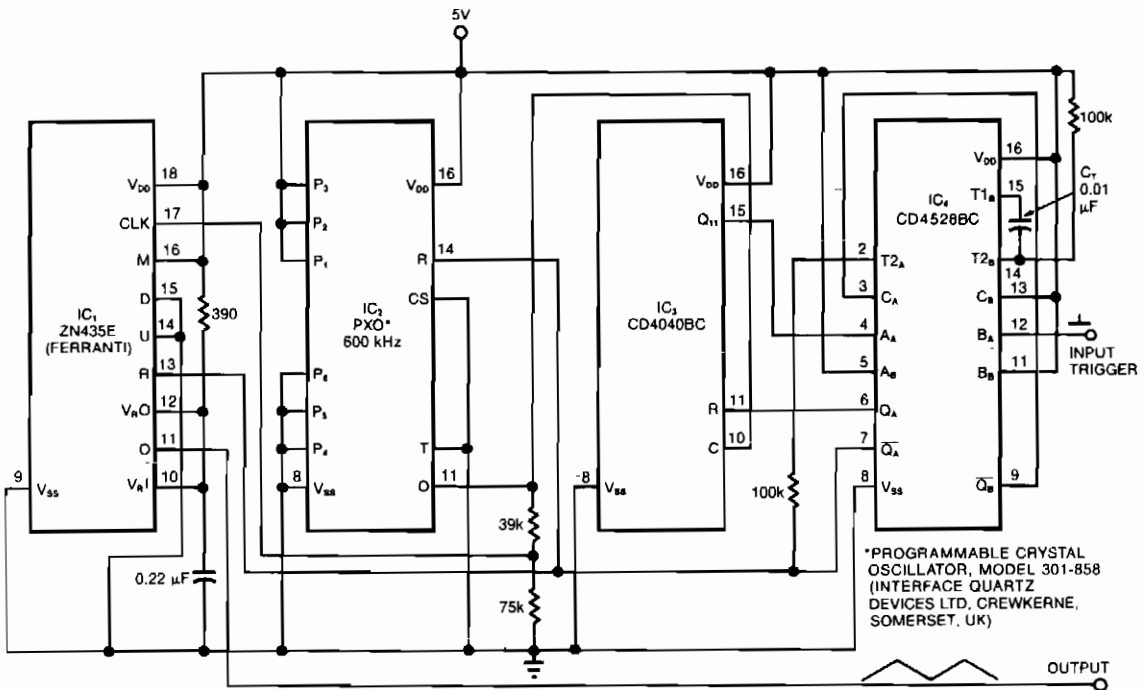 5V
IC1
ZN435E
(FERRANTI)
VDD
18
CLK
17
M
16
D
15
U
14
R
13
VRO
12
O
11
VRI
10
9
VSS
390
0.22 µF
IC2
PXO*
600 kHz
P3
P2
P1
P6
P5
P4
8
VSS
VDD
16
R
14
CS
T
O
11
39k
75k
IC3
CD4040BC
VDD
16
Q11
15
R
11
C
10
8
VSS
100k
IC4
CD4528BC
2
T2A
3
CA
4
AA
5
AB
6
QA
7
QA
8
VSS
VDD
16
T1B
15
T2B
14
CB
13
BA
12
BB
11
QB
9
100k
CT
0.01
µF
INPUT
TRIGGER
*PROGRAMMABLE CRYSTAL
OSCILLATOR, MODEL 301-858
(INTERFACE QUARTZ
DEVICES LTD, CREWKERNE,
SOMERSET, UK)
OUTPUT